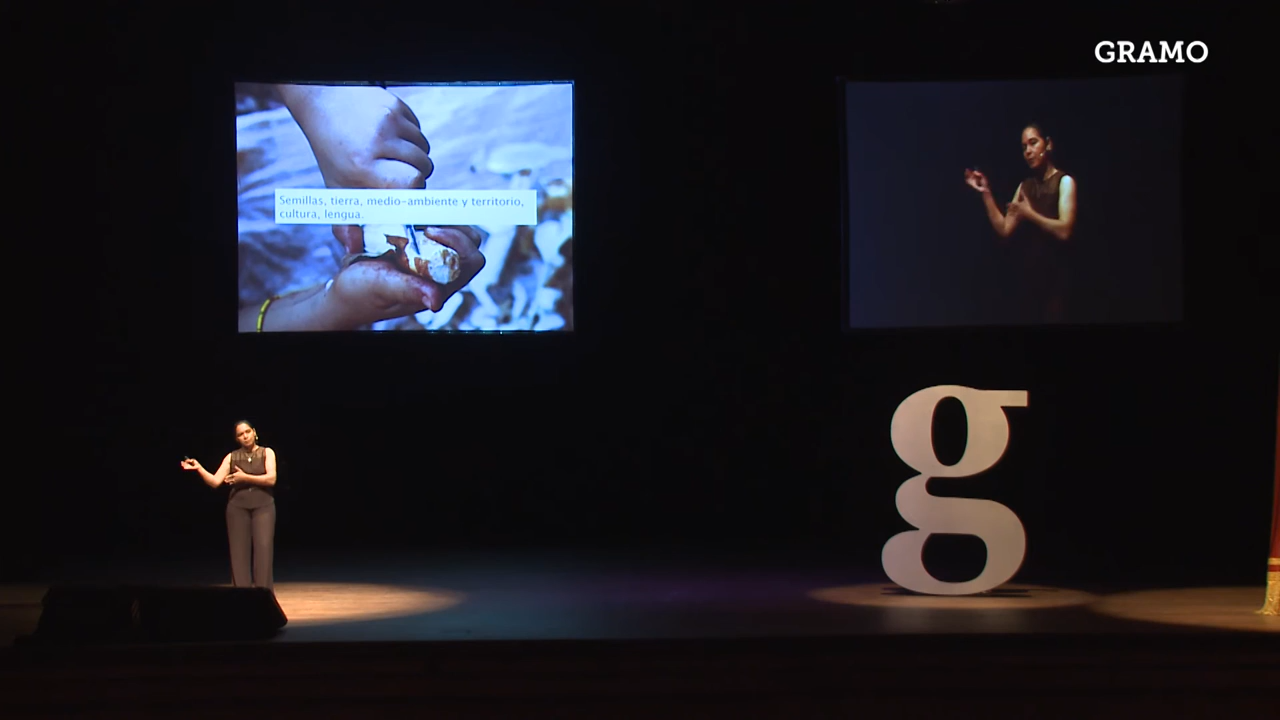 GRAMO
Semillas, tierra, medio-ambiente y territorio,
cultura, lengua.
g